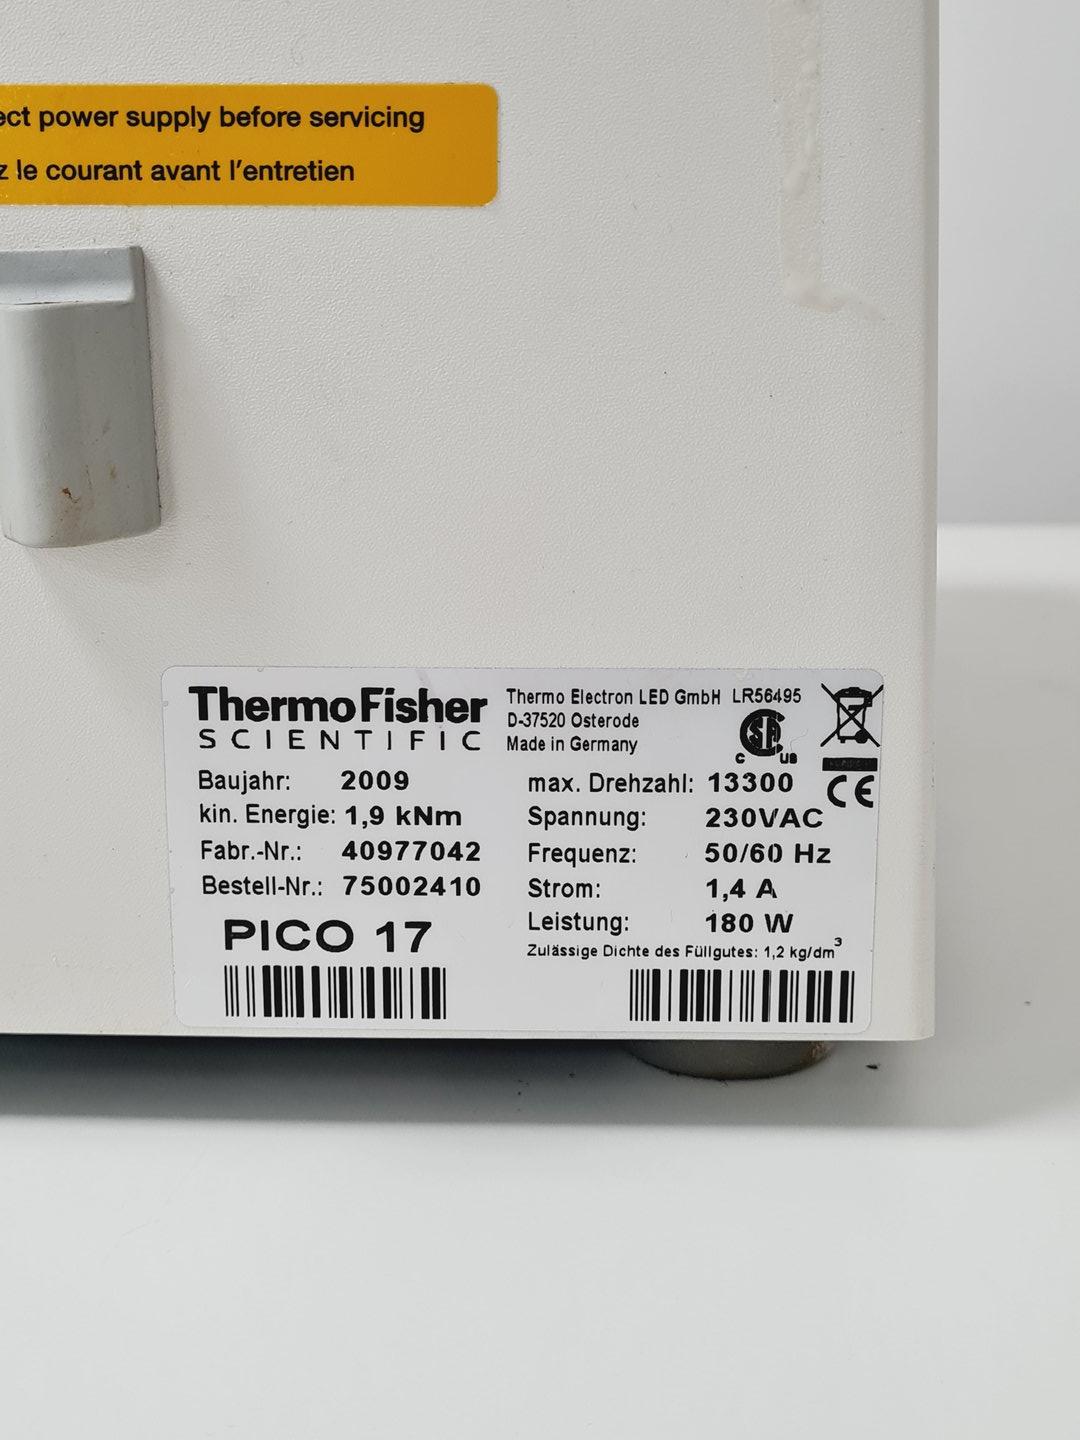 ect power supply before servicing
z le courant avant l'entretien
ThermoFisher
SCIENTIFIC
Thermo Electron LED GmbH LR56495
D-37520 Osterode
Made in Germany
C SA US
CE
Baujahr: 2009
kin. Energie: 1,9 kNm
Fabr.-Nr.: 40977042
Bestell-Nr.: 75002410
PICO 17
max. Drehzahl: 13300
Spannung: 230VAC
Frequenz: 50/60 Hz
Strom: 1,4 A
Leistung: 180 W
Zulässige Dichte des Füllgutes: 1,2 kg/dm³